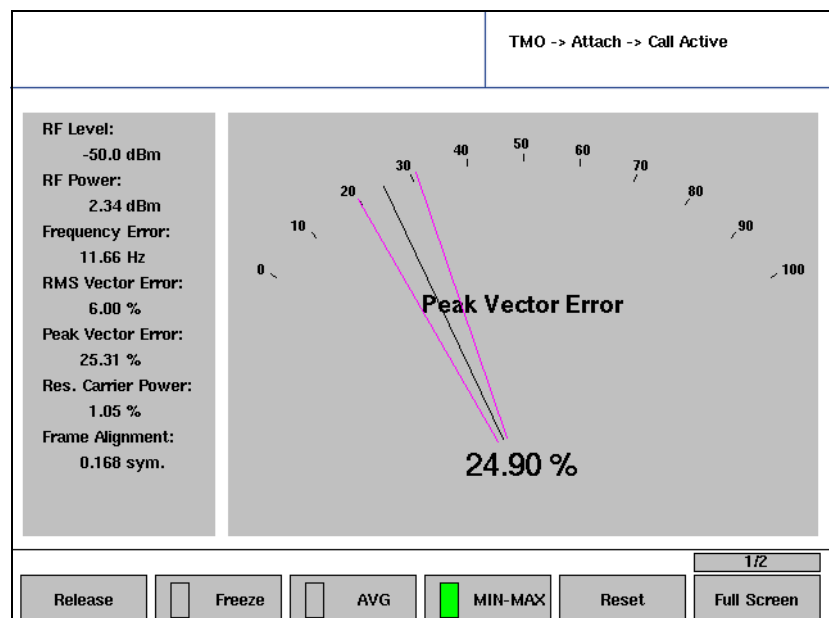 TMO -> Attach -> Call Active
RF Level:
-50.0 dBm
RF Power:
2.34 dBm
Frequency Error:
11.66 Hz
RMS Vector Error:
6.00 %
Peak Vector Error:
25.31 %
Res. Carrier Power:
1.05 %
Frame Alignment:
0.168 sym.
0
10
20
30
40
50
60
70
80
90
100
Peak Vector Error
24.90 %
1/2
Release
Freeze
AVG
MIN-MAX
Reset
Full Screen